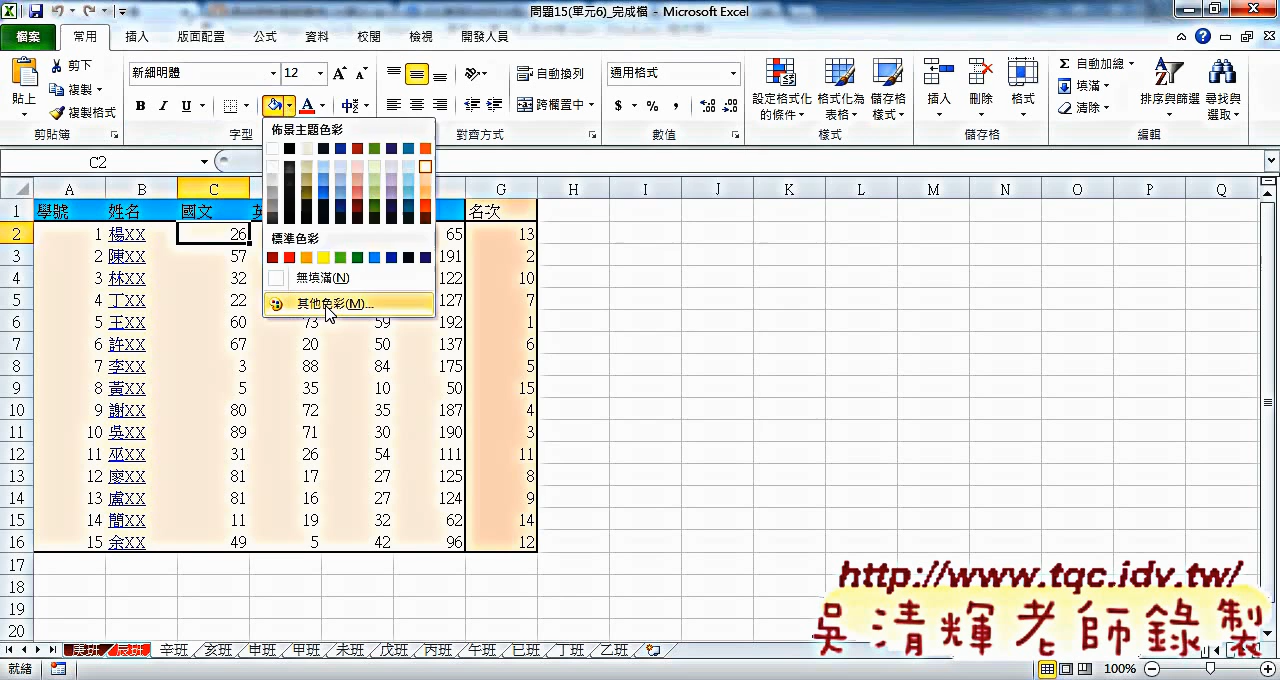 問題15(單元6)_完成檔 - Microsoft Excel
檔案 常用 插入 版面配置 公式 資料 校閱 檢視 開發人員
貼上 剪下 複製 複製格式 剪貼簿
新細明體 12 A A
B I U A 中 字型
自動換列 跨欄置中 對齊方式
通用格式
$ % , .00 數值
設定格式化的條件 格式化為表格 儲存格樣式 樣式
插入 刪除 格式 儲存格
Σ 自動加總 填滿 清除 排序與篩選 尋找與選取 編輯
C2
佈景主題色彩
標準色彩
無填滿(N)
其他色彩(M)...
A B C G H I J K L M N O P Q
1 學號 姓名 國文 名次
2 1 楊XX 26 65 13
3 2 陳XX 57 191 2
4 3 林XX 32 122 10
5 4 丁XX 22 127 7
6 5 王XX 60 73 59 192 1
7 6 許XX 67 20 50 137 6
8 7 李XX 3 88 84 175 5
9 8 黃XX 5 35 10 50 15
10 9 謝XX 80 72 35 187 4
11 10 吳XX 89 71 30 190 3
12 11 巫XX 31 26 54 111 11
13 12 廖XX 81 17 27 125 8
14 13 盧XX 81 16 27 124 9
15 14 簡XX 11 19 32 62 14
16 15 余XX 49 5 42 96 12
17
18
19
20
http://www.tqc.idv.tw/
吳清輝老師錄製
庚班 辰班 辛班 亥班 申班 甲班 未班 戊班 丙班 午班 巳班 丁班 乙班
就緒 100%